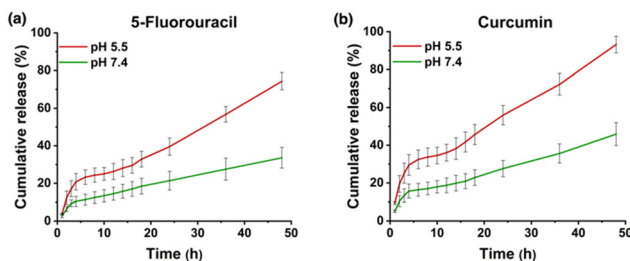 (a)
5-Fluorouracil
pH 5.5
pH 7.4
Cumulative release (%)
100
80
60
40
20
0
0 10 20 30 40 50
Time (h)
(b)
Curcumin
pH 5.5
pH 7.4
Cumulative release (%)
100
80
60
40
20
0
0 10 20 30 40 50
Time (h)